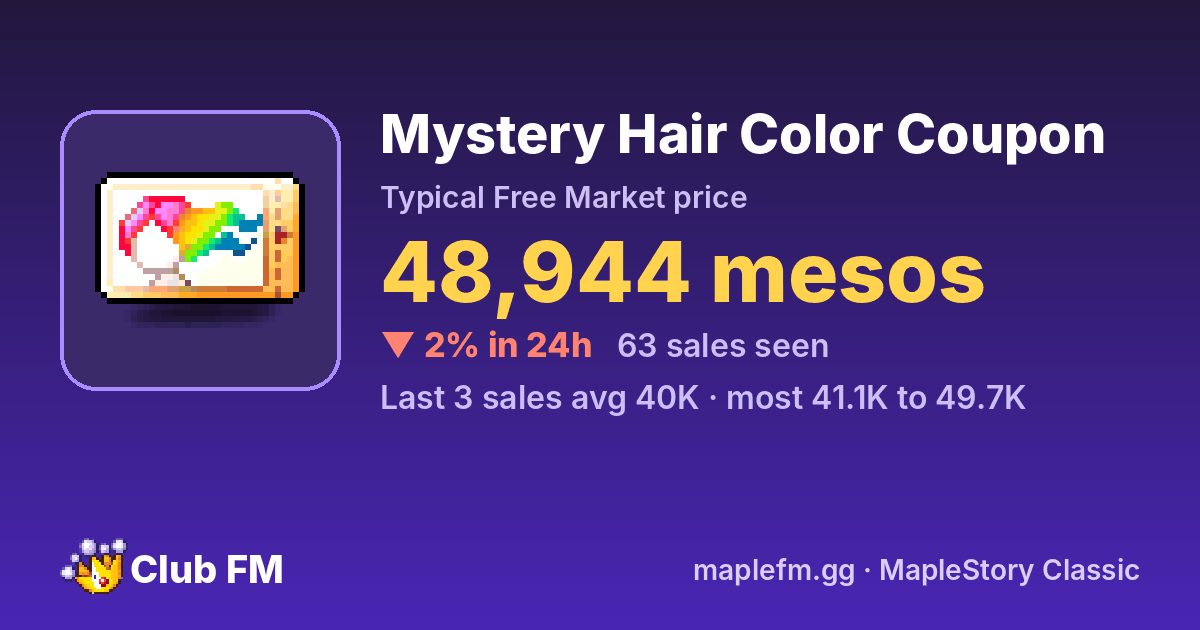 Mystery Hair Color Coupon
Typical Free Market price
48,944 mesos
▼ 2% in 24h 63 sales seen
Last 3 sales avg 40K · most 41.1K to 49.7K
Club FM
maplefm.gg · MapleStory Classic